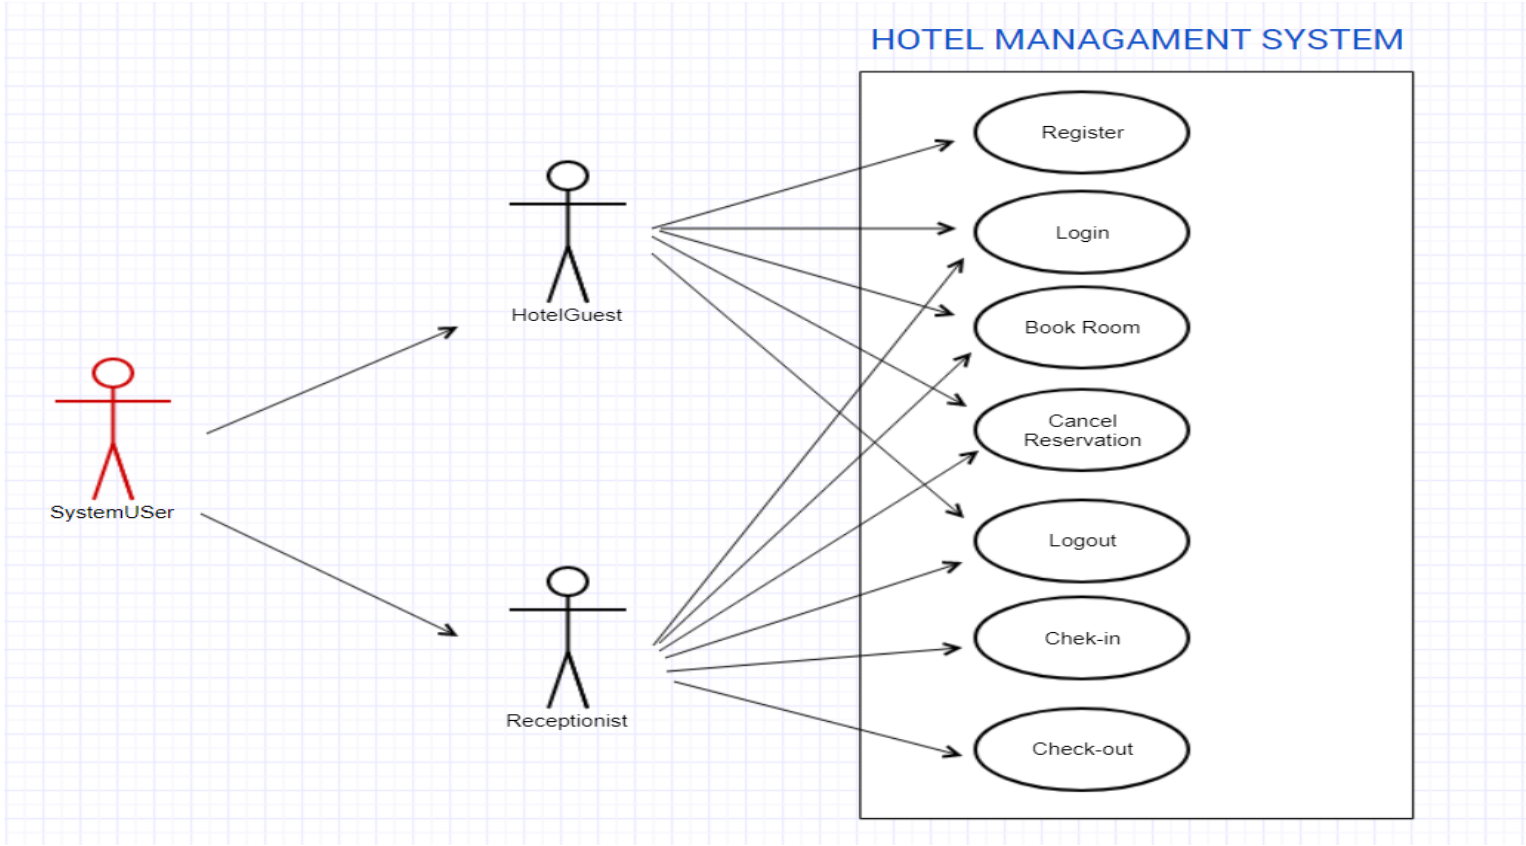 HOTEL MANAGAMENT SYSTEM
Register
Login
HotelGuest
Book Room
Cancel
Reservation
SystemUSer
Logout
Chek-in
Receptionist
Check-out